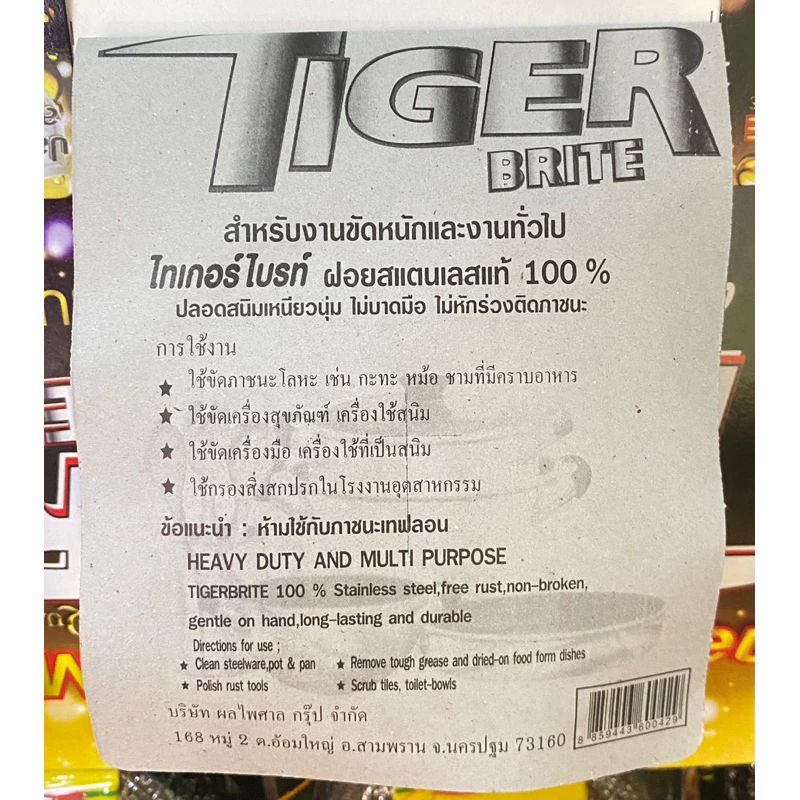 TIGER
BRITE
สำหรับงานขัดหนักและงานทั่วไป
ไทเกอร์ไบรท์ ฝอยสแตนเลสแท้ 100 %
ปลอดสนิมเหนียวนุ่ม ไม่บาดมือ ไม่หักร่วงติดภาชนะ
การใช้งาน
★ ใช้ขัดภาชนะโลหะ เช่น กะทะ หม้อ ชามที่มีคราบอาหาร
★ ใช้ขัดเครื่องสุขภัณฑ์ เครื่องใช้สนิม
★ ใช้ขัดเครื่องมือ เครื่องใช้ที่เป็นสนิม
★ ใช้กรองสิ่งสกปรกในโรงงานอุตสาหกรรม
ข้อแนะนำ : ห้ามใช้กับภาชนะเทฟลอน
HEAVY DUTY AND MULTI PURPOSE
TIGERBRITE 100 % Stainless steel,free rust,non-broken,
gentle on hand,long-lasting and durable
Directions for use ;
★ Clean steelware,pot & pan ★ Remove tough grease and dried-on food form dishes
★ Polish rust tools ★ Scrub tiles, toilet-bowls
บริษัท ผลไพศาล กรุ๊ป จำกัด
168 หมู่ 2 ต.อ้อมใหญ่ อ.สามพราน จ.นครปฐม 73160
8 859443 600429